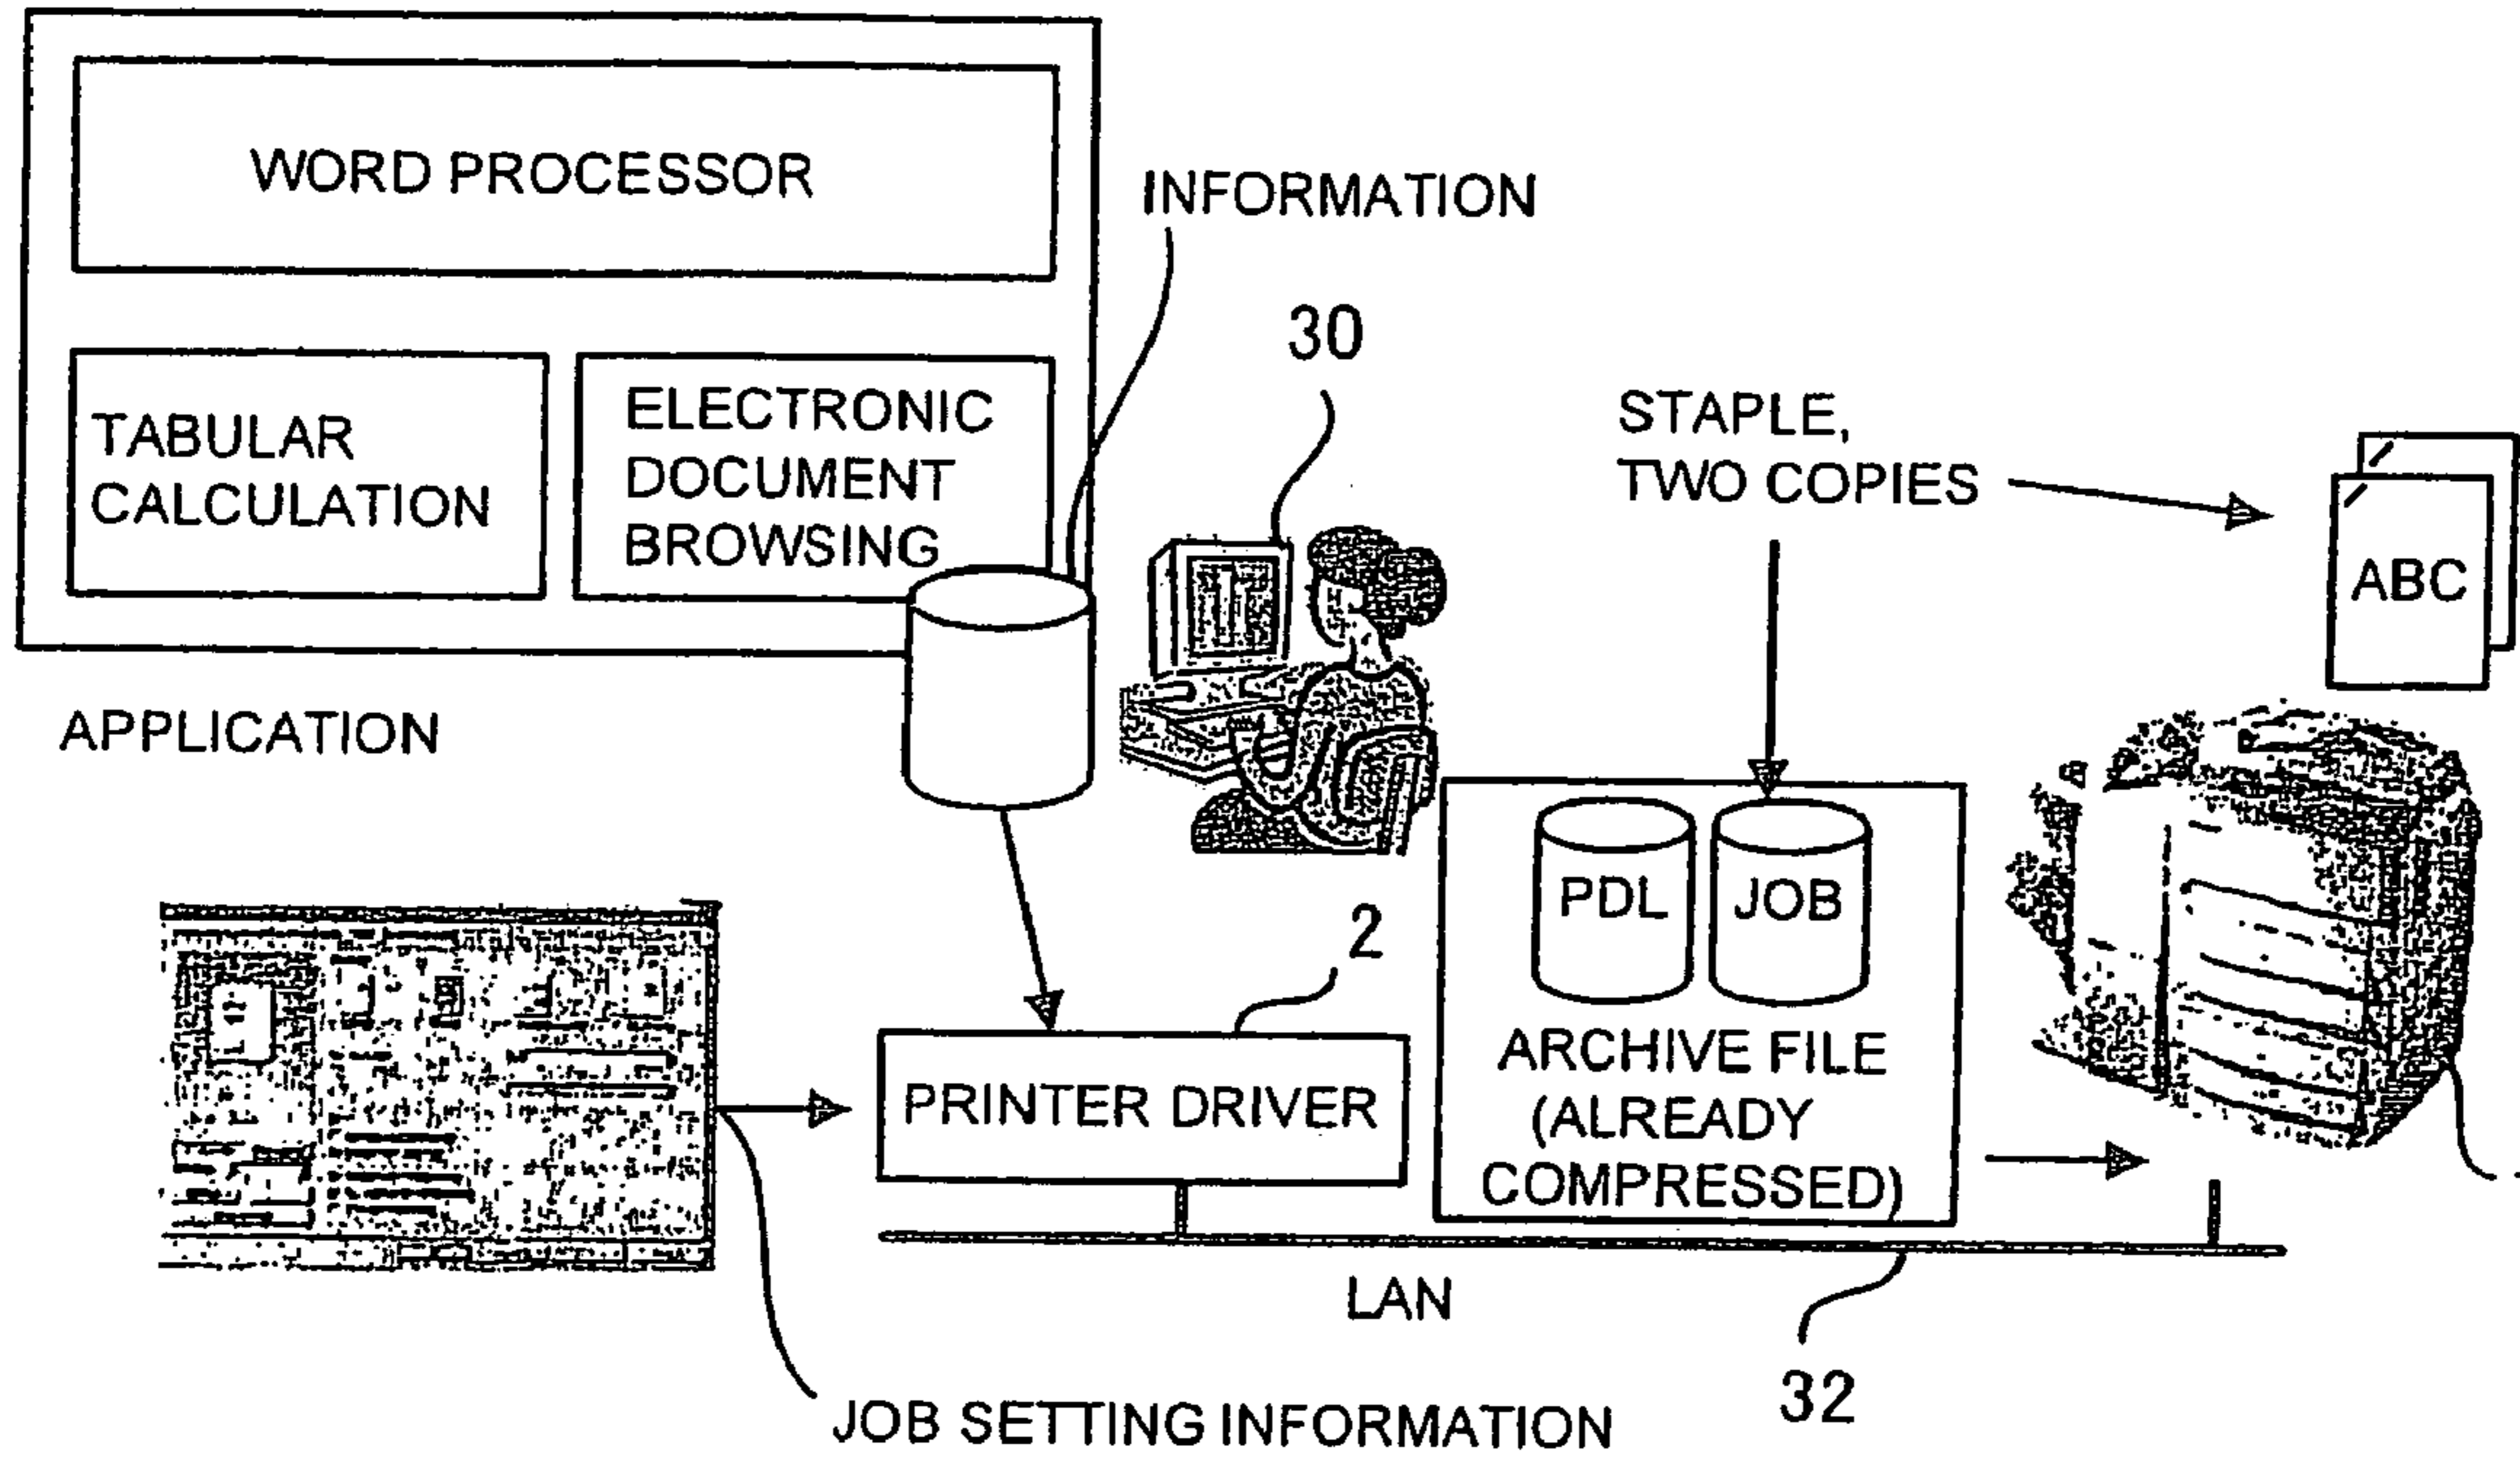 WORD PROCESSOR
INFORMATION
30
TABULAR
CALCULATION
ELECTRONIC
DOCUMENT
BROWSING
STAPLE,
TWO COPIES
ABC
APPLICATION
PDL
JOB
2
ARCHIVE FILE
(ALREADY
COMPRESSED)
PRINTER DRIVER
LAN
32
JOB SETTING INFORMATION